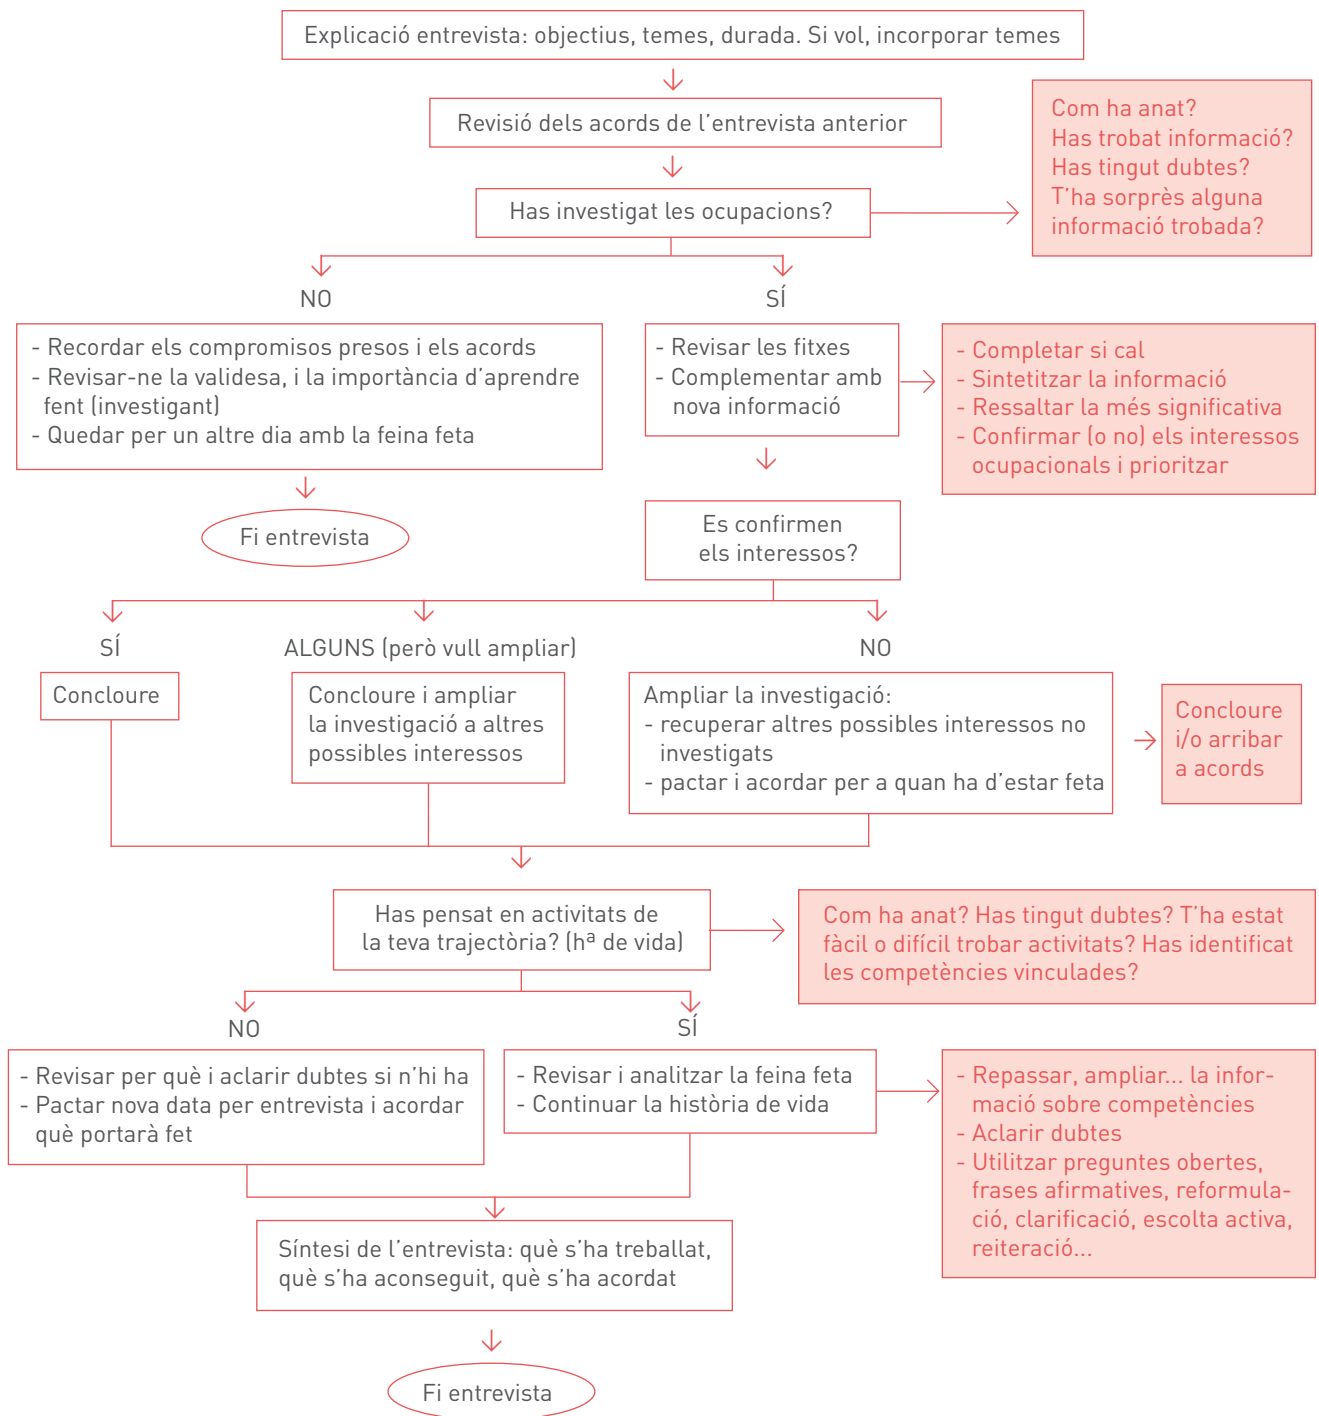 Explicació entrevista: objectius, temes, durada. Si vol, incorporar temes
Revisió dels acords de l'entrevista anterior
Com ha anat?
Has trobat informació?
Has tingut dubtes?
T'ha sorprès alguna
informació trobada?
Has investigat les ocupacions?
NO
SÍ
- Recordar els compromisos presos i els acords
- Revisar-ne la validesa, i la importància d'aprendre
fent (investigant)
- Quedar per un altre dia amb la feina feta
- Revisar les fitxes
- Complementar amb
nova informació
- Completar si cal
- Sintetitzar la informació
- Ressaltar la més significativa
- Confirmar (o no) els interessos
ocupacionals i prioritzar
Fi entrevista
Es confirmen
els interessos?
SÍ
ALGUNS (però vull ampliar)
NO
Concloure
Concloure i ampliar
la investigació a altres
possibles interessos
Ampliar la investigació:
- recuperar altres possibles interessos no
investigats
- pactar i acordar per a quan ha d'estar feta
Concloure
i/o arribar
a acords
Has pensat en activitats de
la teva trajectòria? (hª de vida)
Com ha anat? Has tingut dubtes? T'ha estat
fàcil o difícil trobar activitats? Has identificat
les competències vinculades?
NO
SÍ
- Revisar per què i aclarir dubtes si n'hi ha
- Pactar nova data per entrevista i acordar
què portarà fet
- Revisar i analitzar la feina feta
- Continuar la història de vida
- Repassar, ampliar... la infor-
mació sobre competències
- Aclarir dubtes
- Utilitzar preguntes obertes,
frases afirmatives, reformula-
ció, clarificació, escolta activa,
reiteració...
Síntesi de l'entrevista: què s'ha treballat,
què s'ha aconseguit, què s'ha acordat
Fi entrevista